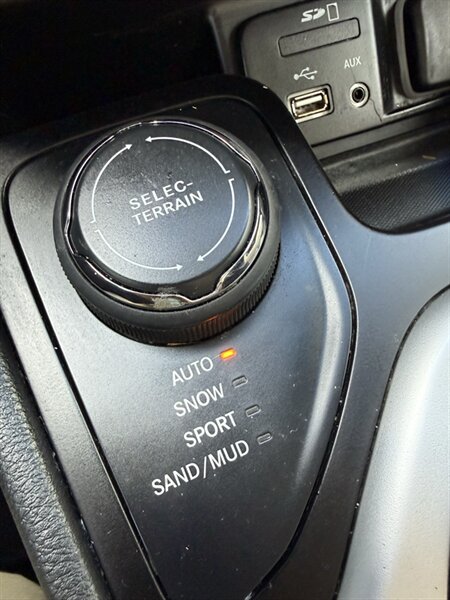 SD
AUX
SELEC-
TERRAIN
AUTO
SNOW
SPORT
SAND/MUD